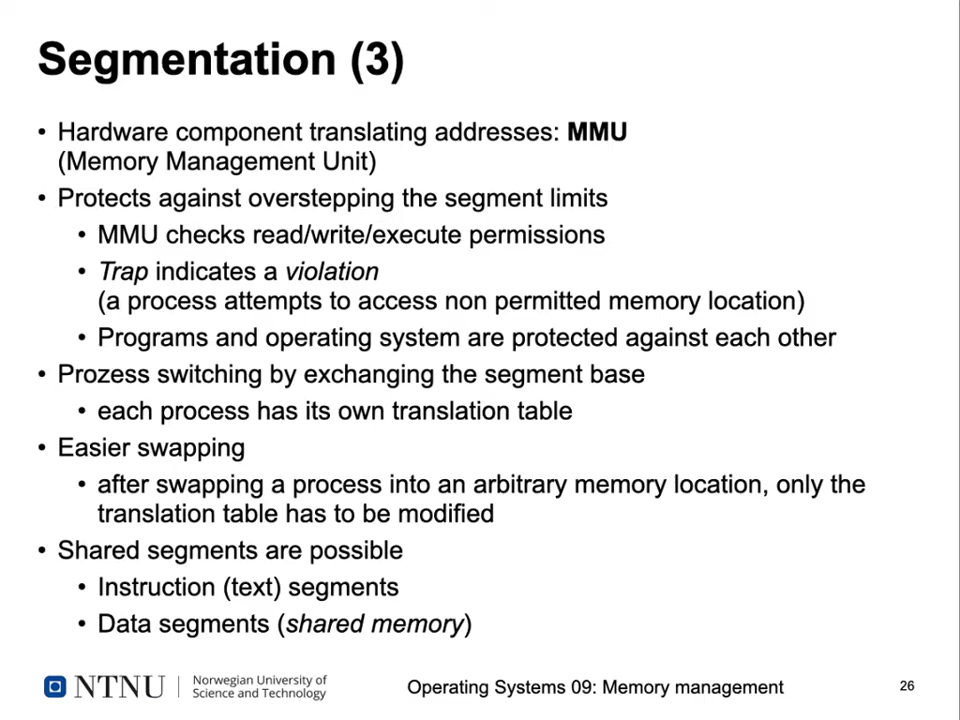 Segmentation (3)
• Hardware component translating addresses: MMU
(Memory Management Unit)
• Protects against overstepping the segment limits
• MMU checks read/write/execute permissions
• Trap indicates a violation
(a process attempts to access non permitted memory location)
• Programs and operating system are protected against each other
• Prozess switching by exchanging the segment base
• each process has its own translation table
• Easier swapping
• after swapping a process into an arbitrary memory location, only the
translation table has to be modified
• Shared segments are possible
• Instruction (text) segments
• Data segments (shared memory)
NTNU
Norwegian University of
Science and Technology
Operating Systems 09: Memory management
26